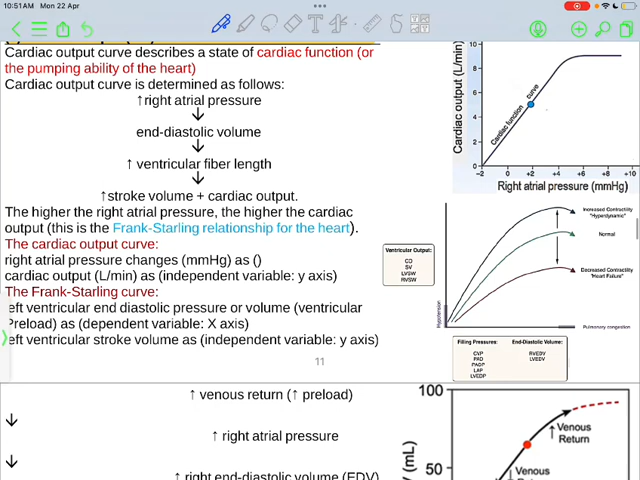 10:51 AM Mon 22 Apr
Cardiac output curve describes a state of cardiac function (or
the pumping ability of the heart)
Cardiac output curve is determined as follows:
↑right atrial pressure
↓
end-diastolic volume
↓
↑ ventricular fiber length
↓
↑stroke volume + cardiac output.
The higher the right atrial pressure, the higher the cardiac
output (this is the Frank-Starling relationship for the heart).
The cardiac output curve:
right atrial pressure changes (mmHg) as ()
cardiac output (L/min) as (independent variable: y axis)
The Frank-Starling curve:
left ventricular end diastolic pressure or volume (ventricular
Preload) as (dependent variable: X axis)
left ventricular stroke volume as (independent variable: y axis)
11
Cardiac output (L/min)
10
8
6
4
2
0
Cardiac function curve
-2 0 +2 +4 +6 +8 +10
Right atrial pressure (mmHg)
Ventricular Output:
CO
SV
LVSW
RVSW
Increased Contractility
"Hyperdynamic"
Normal
Decreased Contractility
"Heart Failure"
Hypotension
Pulmonary congestion
Filling Pressures:
CVP
PAD
LAP
LVEDP
End-Diastolic Volume:
RVEDV
LVEDV
↑ venous return (↑ preload)
↓
↑ right atrial pressure
↓
↑ right end-diastolic volume (EDV)
100
50
(mL)
↑ Venous
Return
Venous